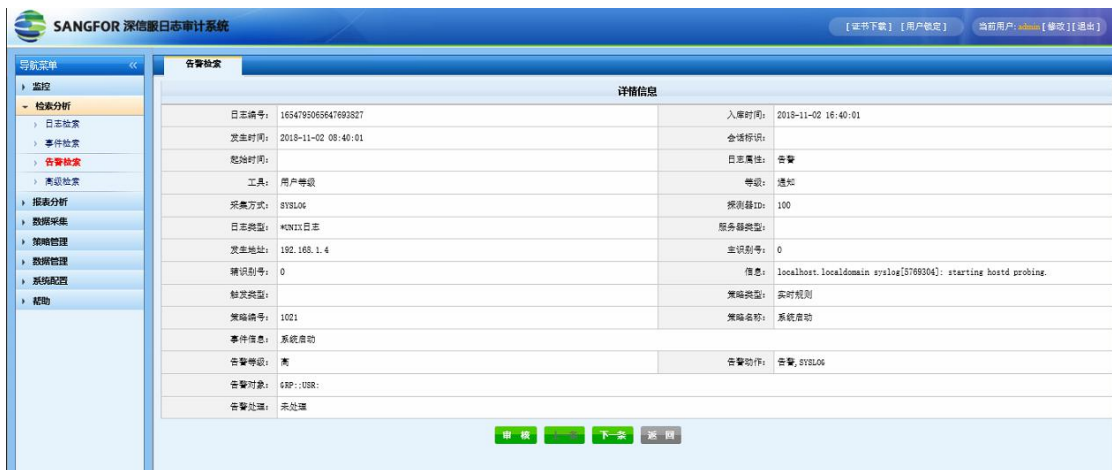 SANGFOR 深信服日志审计系统
[证书下载] [用户锁定] 当前用户:admin[修改][退出]
导航菜单 «
监控
检索分析
日志检索
事件检索
告警检索
高级检索
报表分析
数据采集
策略管理
数据管理
系统配置
帮助
告警检索
详情信息
日志编号: 1654795065647693827 入库时间: 2018-11-02 16:40:01
发生时间: 2018-11-02 08:40:01 会话标识:
起始时间: 日志属性: 告警
工具: 用户等级 等级: 通知
采集方式: SYSLOG 探测器ID: 100
日志类型: *UNIX日志 服务器类型:
发生地址: 192.168.1.4 主识别号: 0
辅识别号: 0 信息: localhost.localdomain syslog[5769304]: starting hostd probing.
触发类型: 策略类型: 实时规则
策略编号: 1021 策略名称: 系统启动
事件信息: 系统启动
告警等级: 高 告警动作: 告警,SYSLOG
告警对象: GRP::USR:
告警处理: 未处理
审 核 上一条 下一条 返 回